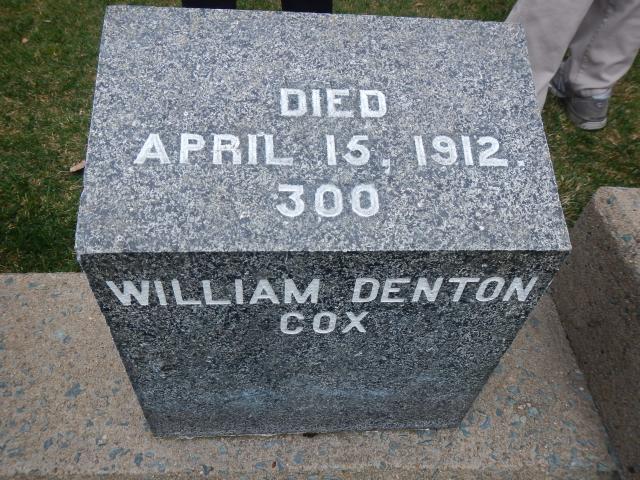 DIED
APRIL 15, 1912.
300
WILLIAM DENTON
COX